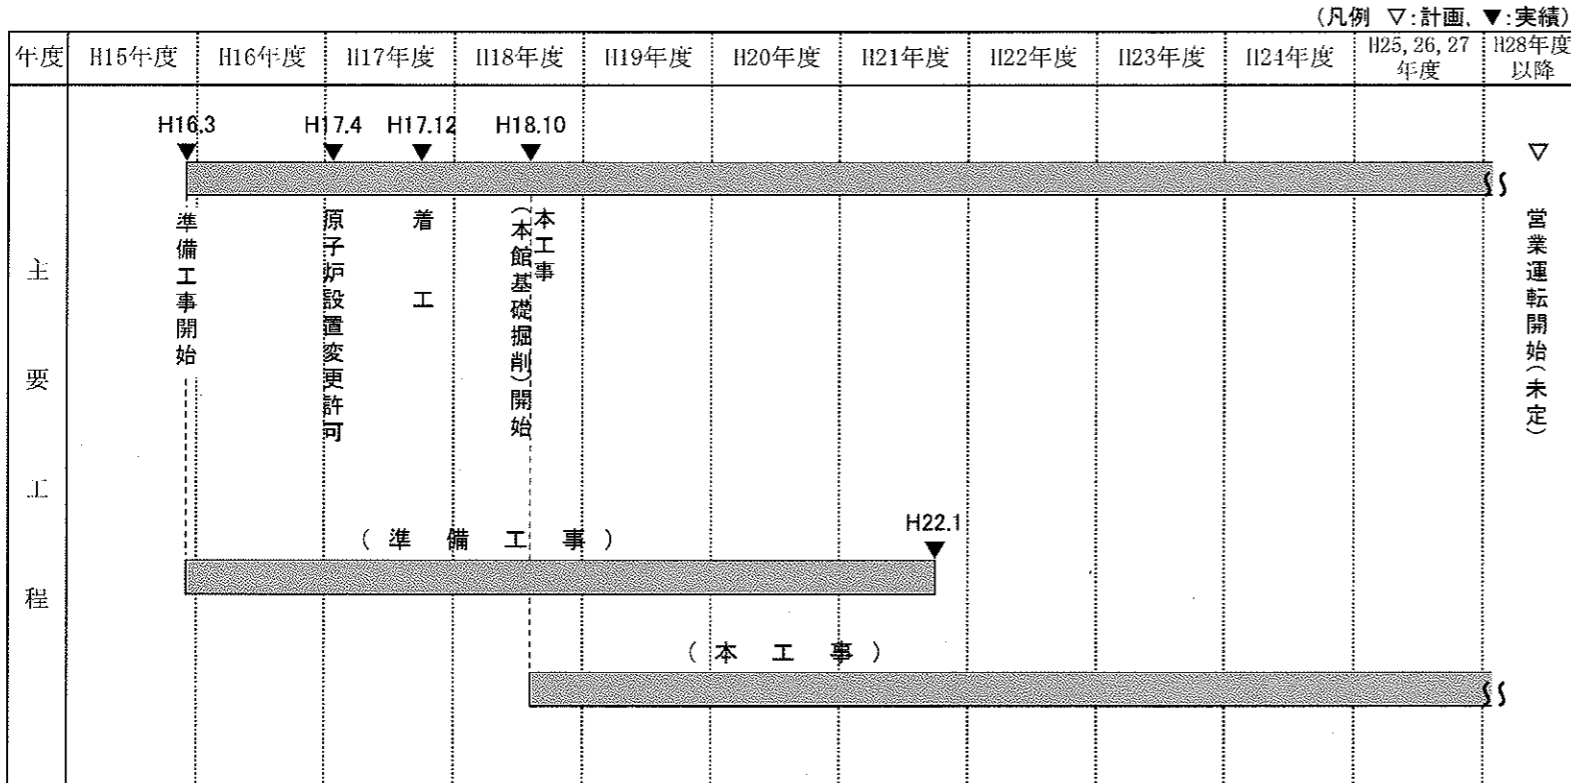 (凡例 ▽:計画、▼:実績)
年度 H15年度 H16年度 H17年度 H18年度 H19年度 H20年度 H21年度 H22年度 H23年度 H24年度 H25,26,27年度 H28年度以降
主要工程
H16.3 H17.4 H17.12 H18.10
▼ ▼ ▼ ▼ ▽
準備工事開始
原子炉設置変更許可
着工
本工事
(本館基礎掘削)開始
営業運転開始(未定)
(準備工事)
H22.1
▼
(本工事)